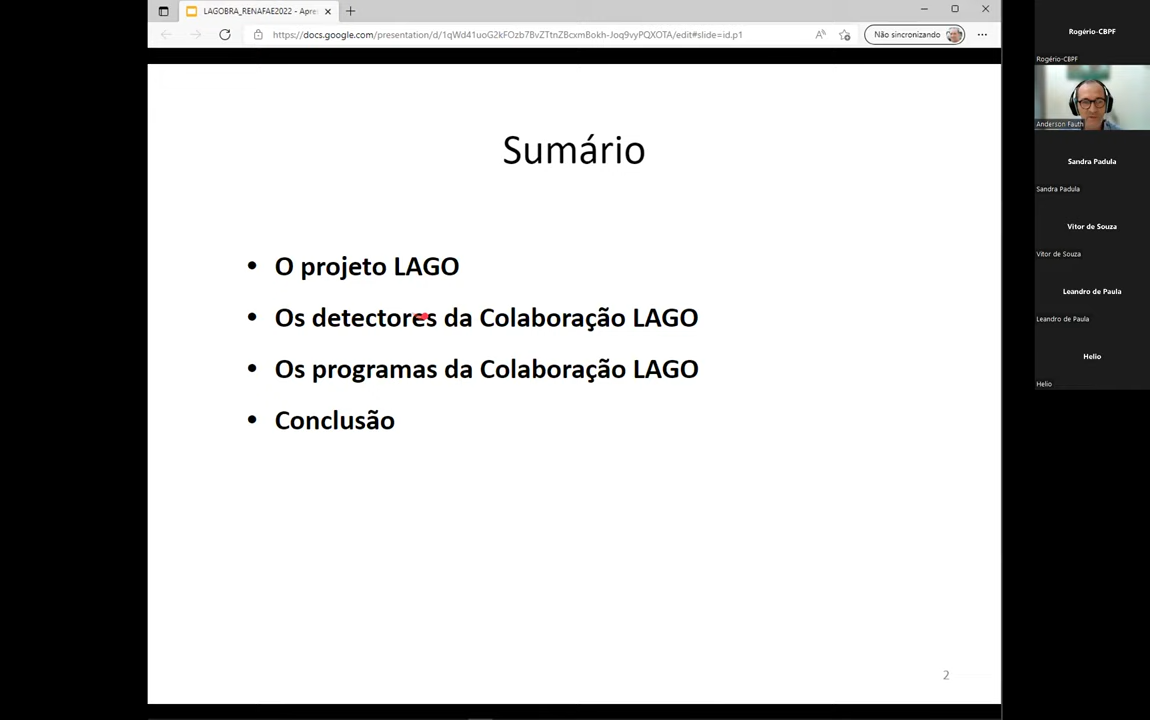 LAGOBRA_RENAFAE2022 - Apre
https://docs.google.com/presentation/d/1qWd41uoG2kFOzb7BvZTtnZBcxmBokh-Joq9vyPQXOTA/edit#slide=id.p1
Não sincronizando
Sumário
• O projeto LAGO
• Os detectores da Colaboração LAGO
• Os programas da Colaboração LAGO
• Conclusão
2
Rogério-CBPF
Rogério-CBPF
Anderson Fauth
Sandra Padula
Sandra Padula
Vitor de Souza
Vitor de Souza
Leandro de Paula
Leandro de Paula
Helio
Helio